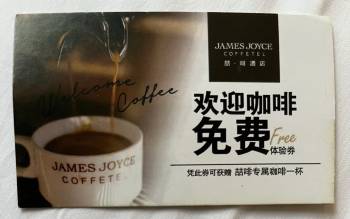 JAMES JOYCE
COFFETEL
喆·啡酒店
Welcome
Coffee
欢迎咖啡
免费 Free
体验券
凭此券可获赠 喆啡专属咖啡一杯
JAMES JOYCE
COFFETEL